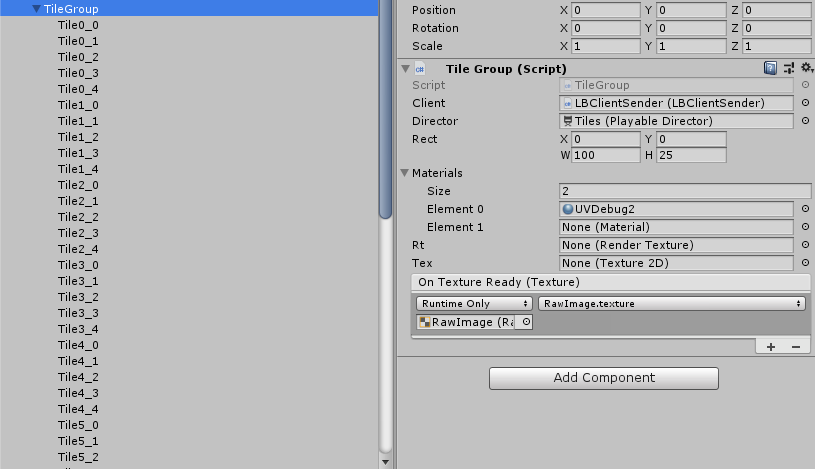 TileGroup
Tile0_0
Tile0_1
Tile0_2
Tile0_3
Tile0_4
Tile1_0
Tile1_1
Tile1_2
Tile1_3
Tile1_4
Tile2_0
Tile2_1
Tile2_2
Tile2_3
Tile2_4
Tile3_0
Tile3_1
Tile3_2
Tile3_3
Tile3_4
Tile4_0
Tile4_1
Tile4_2
Tile4_3
Tile4_4
Tile5_0
Tile5_1
Tile5_2
Position X 0 Y 0 Z 0
Rotation X 0 Y 0 Z 0
Scale X 1 Y 1 Z 1
Tile Group (Script)
Script TileGroup
Client LBClientSender (LBClientSender)
Director Tiles (Playable Director)
Rect X 0 Y 0
W 100 H 25
Materials
Size 2
Element 0 UVDebug2
Element 1 None (Material)
Rt None (Render Texture)
Tex None (Texture 2D)
On Texture Ready (Texture)
Runtime Only RawImage.texture
RawImage (Ra
Add Component